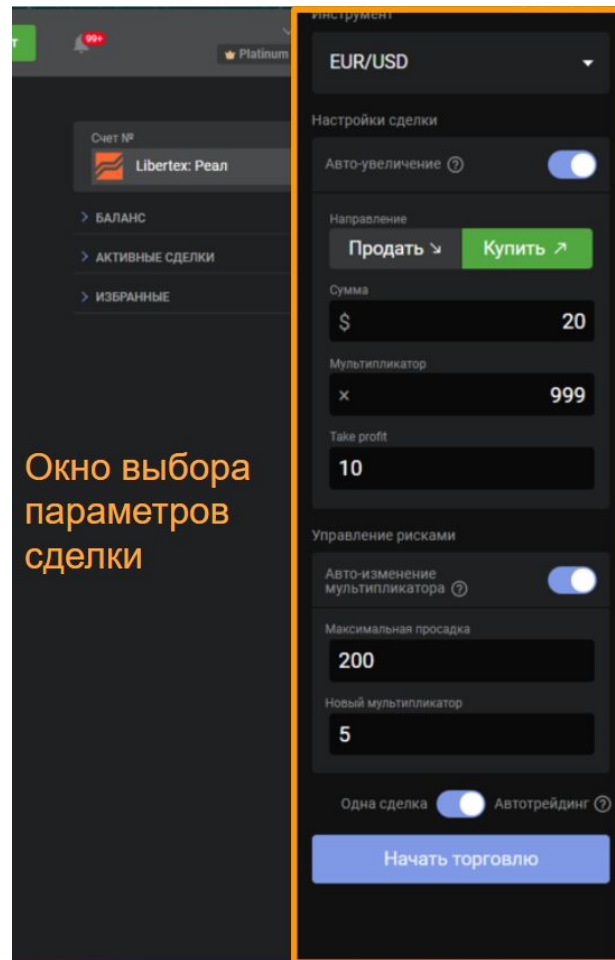 т
99+
Platinum
Счет №
Libertex: Реал
БАЛАНС
АКТИВНЫЕ СДЕЛКИ
ИЗБРАННЫЕ
Окно выбора
параметров
сделки
Инструмент
EUR/USD
Настройки сделки
Авто-увеличение ?
Направление
Продать ↘ Купить ↗
Сумма
$ 20
Мультипликатор
× 999
Take profit
10
Управление рисками
Авто-изменение
мультипликатора ?
Максимальная просадка
200
Новый мультипликатор
5
Одна сделка Автотрейдинг ?
Начать торговлю